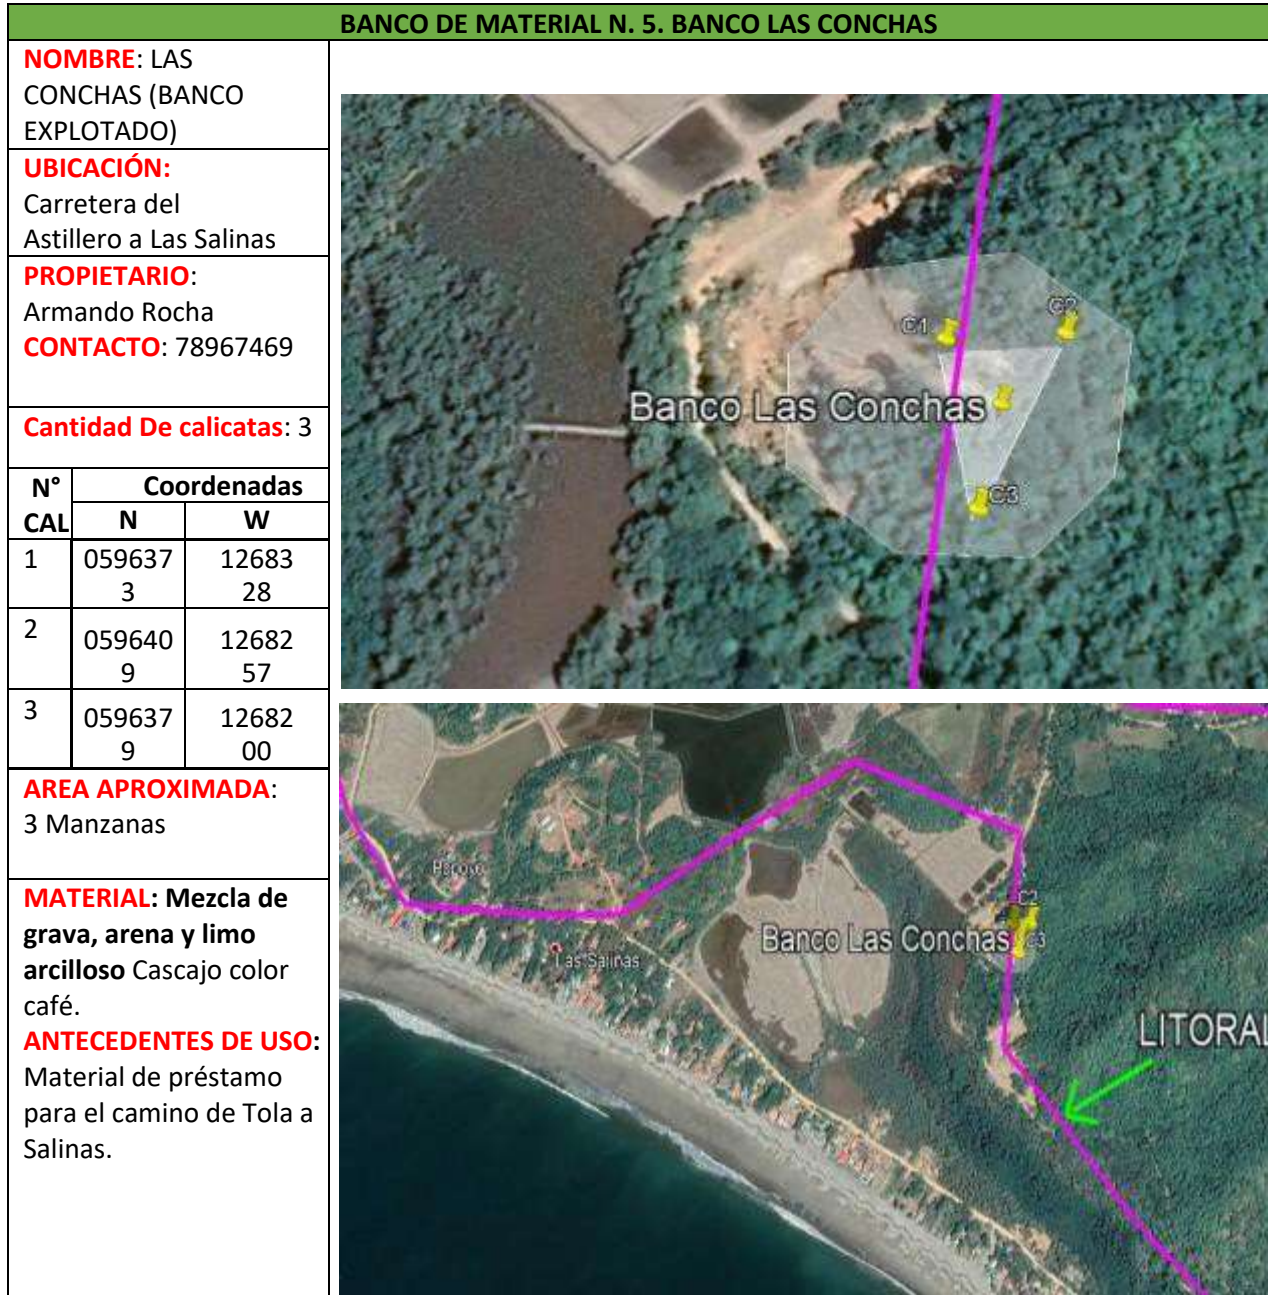 BANCO DE MATERIAL N. 5. BANCO LAS CONCHAS
NOMBRE: LAS
CONCHAS (BANCO
EXPLOTADO)
UBICACIÓN:
Carretera del
Astillero a Las Salinas
PROPIETARIO:
Armando Rocha
CONTACTO: 78967469
Cantidad De calicatas: 3
N° Coordenadas
CAL N W
1 059637 12683
3 28
2 059640 12682
9 57
3 059637 12682
9 00
AREA APROXIMADA:
3 Manzanas
MATERIAL: Mezcla de
grava, arena y limo
arcilloso Cascajo color
café.
ANTECEDENTES DE USO:
Material de préstamo
para el camino de Tola a
Salinas.
C1
C2
Banco Las Conchas
C3
Popoyo
Las Salinas
C2
Banco Las Conchas
C3
LITORAL